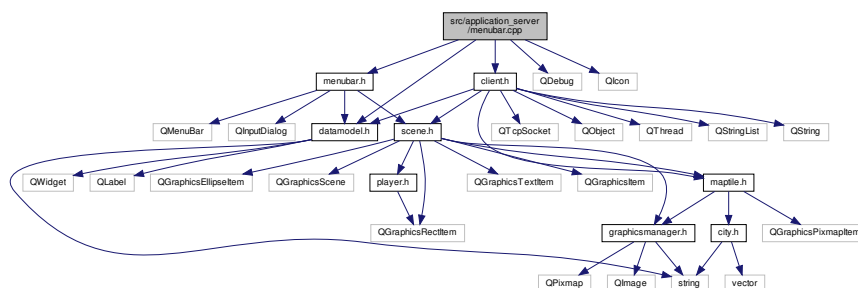 src/application_server
/menubar.cpp
menubar.h
client.h
QDebug
QIcon
QMenuBar
QInputDialog
datamodel.h
scene.h
QTcpSocket
QObject
QThread
QStringList
QString
QWidget
QLabel
QGraphicsEllipseItem
QGraphicsScene
player.h
QGraphicsTextItem
QGraphicsItem
maptile.h
QGraphicsRectItem
graphicsmanager.h
city.h
QGraphicsPixmapItem
QPixmap
QImage
string
vector